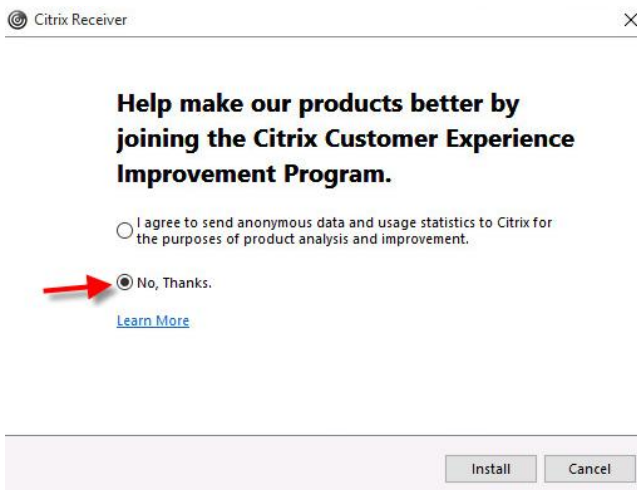 Citrix Receiver
Help make our products better by
joining the Citrix Customer Experience
Improvement Program.
I agree to send anonymous data and usage statistics to Citrix for
the purposes of product analysis and improvement.
No, Thanks.
Learn More
Install Cancel